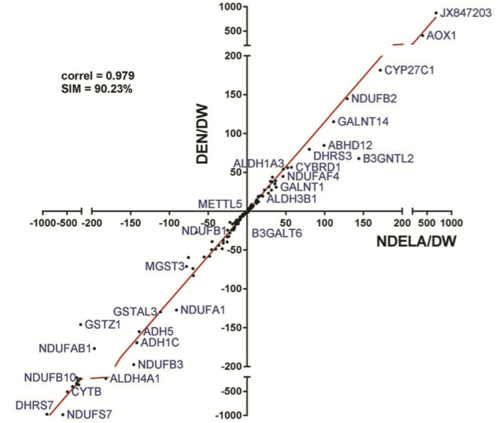 1000
JX847203
500
AOX1
200
CYP27C1
correl = 0.979
SIM = 90.23%
150
NDUFB2
DEN/DW
100
GALNT14
ABHD12
DHRS3
B3GNTL2
ALDH1A3
CYBRD1
50
NDUFAF4
GALNT1
METTL5
ALDH3B1
-1000 -500 -200 -150 -100 -50 50 100 150 200 500 1000
NDUFB1
B3GALT6
NDELA/DW
-50
MGST3
-100
GSTAL3
NDUFA1
GSTZ1
-150
ADH5
NDUFAB1
ADH1C
NDUFB3
-200
NDUFB10
ALDH4A1
CYTB
-500
DHRS7
NDUFS7
-1000